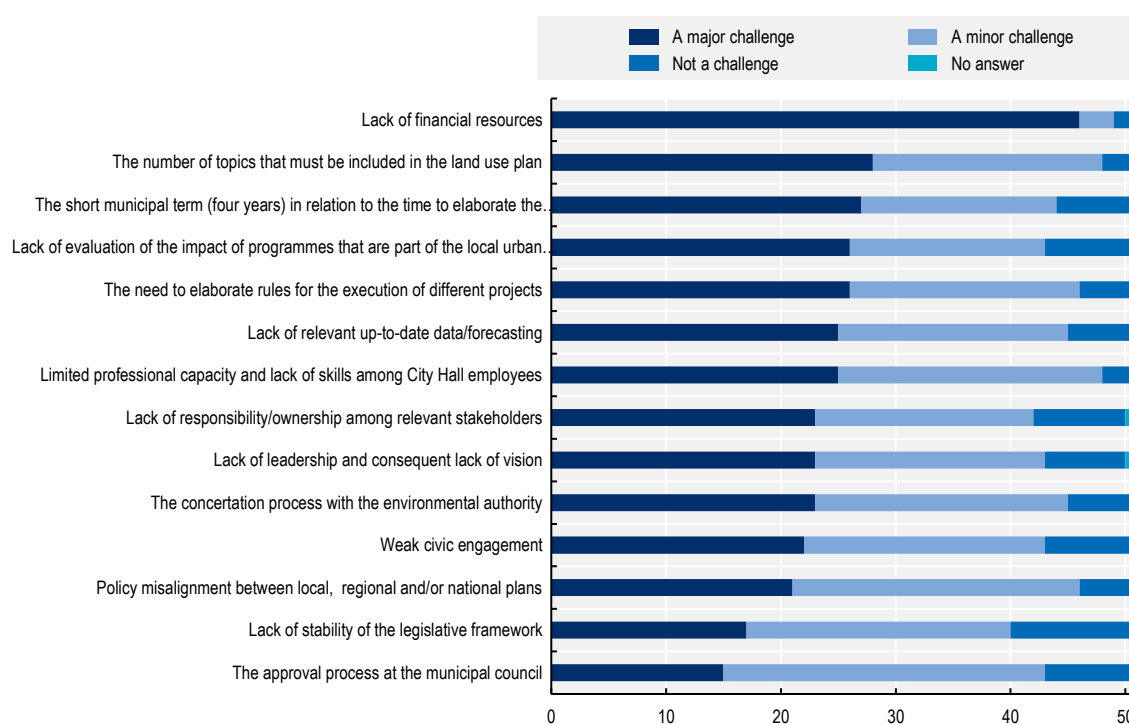 A major challenge
A minor challenge
Not a challenge
No answer
Lack of financial resources
The number of topics that must be included in the land use plan
The short municipal term (four years) in relation to the time to elaborate the…
Lack of evaluation of the impact of programmes that are part of the local urban…
The need to elaborate rules for the execution of different projects
Lack of relevant up-to-date data/forecasting
Limited professional capacity and lack of skills among City Hall employees
Lack of responsibility/ownership among relevant stakeholders
Lack of leadership and consequent lack of vision
The concertation process with the environmental authority
Weak civic engagement
Policy misalignment between local, regional and/or national plans
Lack of stability of the legislative framework
The approval process at the municipal council
0 10 20 30 40 50